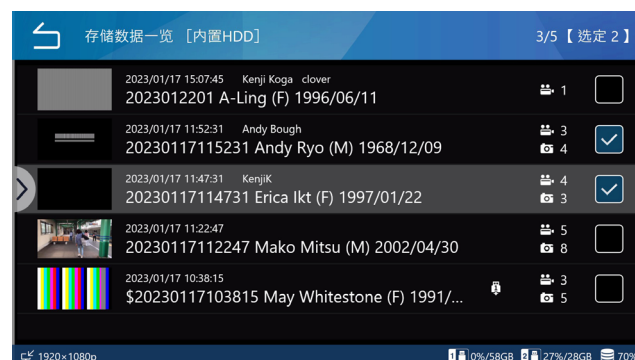 存储数据一览 [内置HDD] 3/5【 选定 2 】
2023/01/17 15:07:45 Kenji Koga clover
2023012201 A-Ling (F) 1996/06/11
1
2023/01/17 11:52:31 Andy Bough
20230117115231 Andy Ryo (M) 1968/12/09
3
4
2023/01/17 11:47:31 KenjiK
20230117114731 Erica Ikt (F) 1997/01/22
4
3
2023/01/17 11:22:47
20230117112247 Mako Mitsu (M) 2002/04/30
5
8
2023/01/17 10:38:15
$20230117103815 May Whitestone (F) 1991/...
1
3
5
1920×1080p 1 0%/58GB 2 27%/28GB 70%